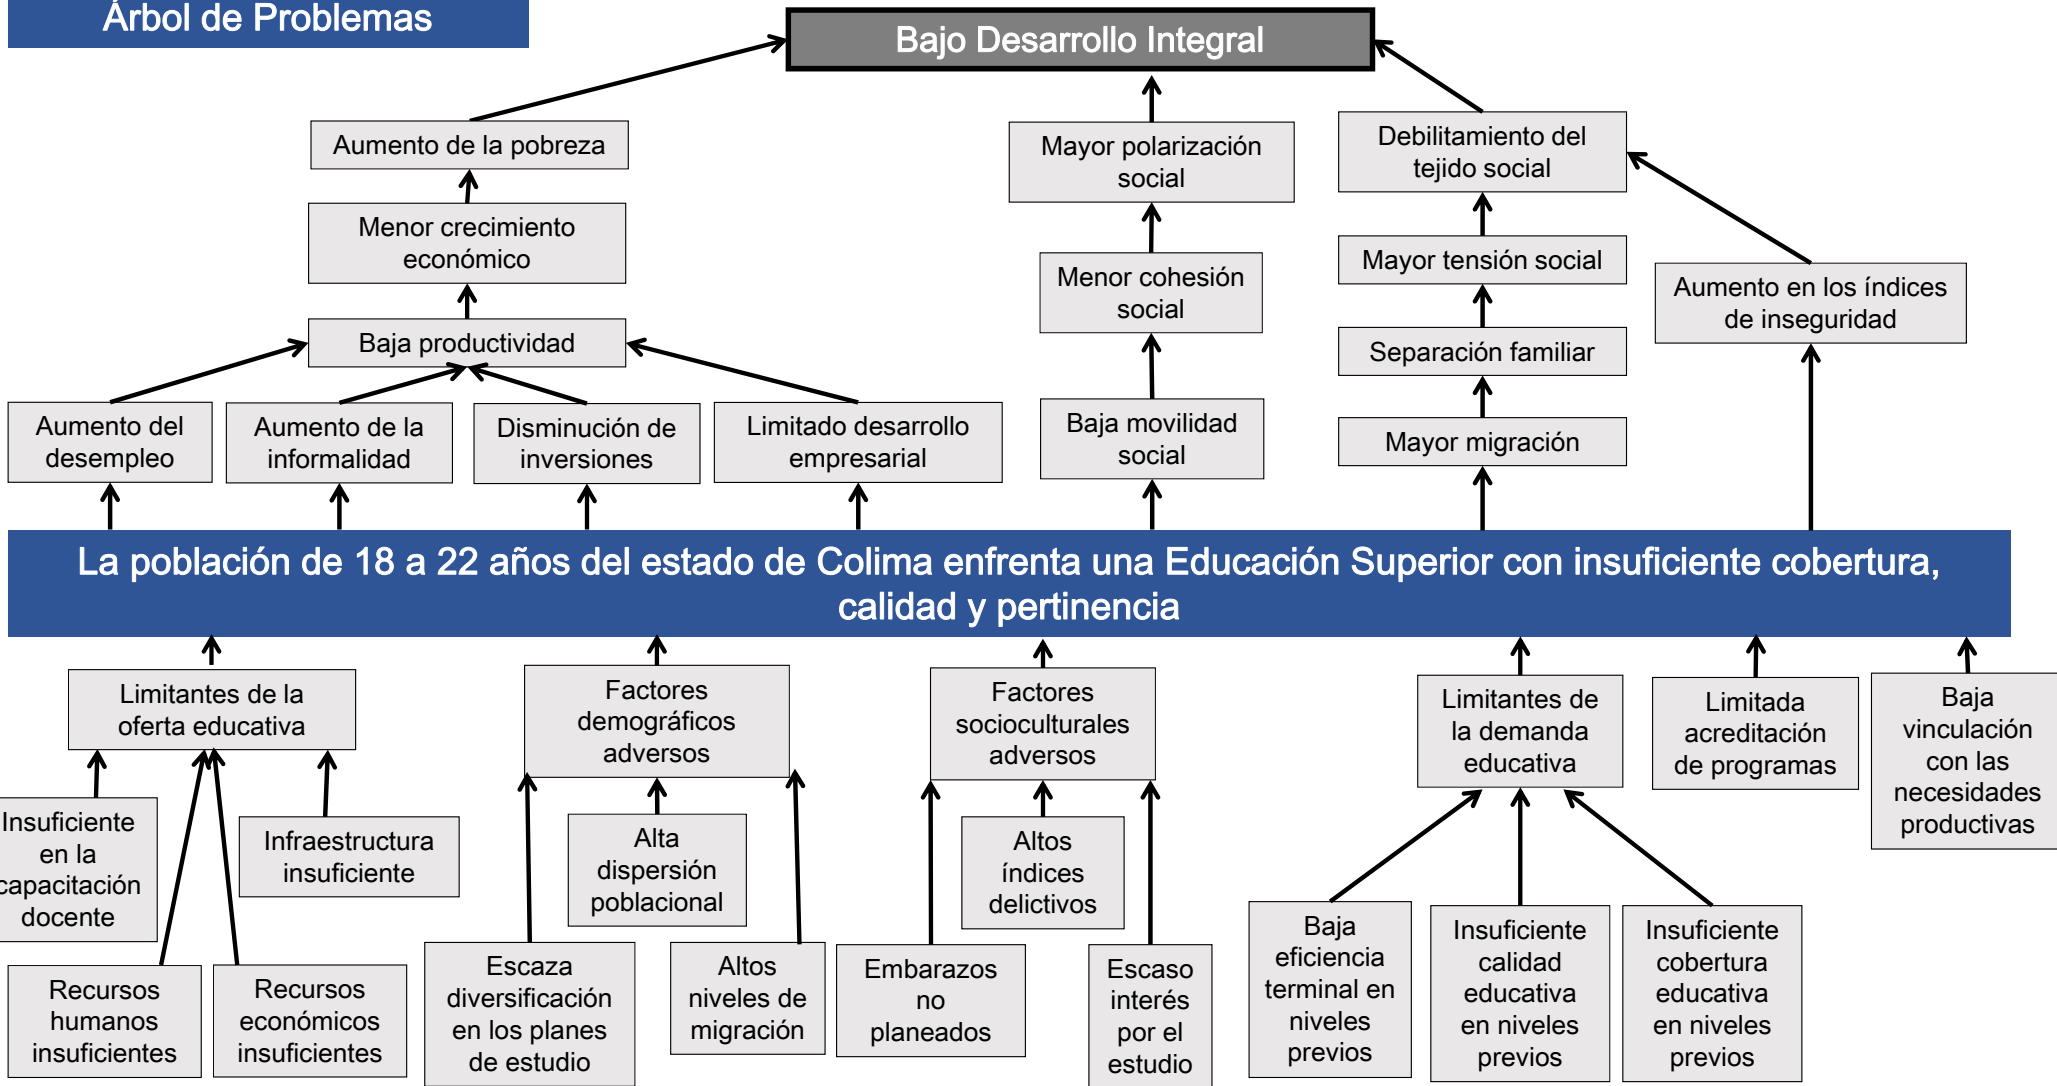 Árbol de Problemas
Bajo Desarrollo Integral
Aumento de la pobreza
Mayor polarización
social
Debilitamiento del
tejido social
Menor crecimiento
económico
Menor cohesión
social
Mayor tensión social
Aumento en los índices
de inseguridad
Baja productividad
Separación familiar
Aumento del
desempleo
Aumento de la
informalidad
Disminución de
inversiones
Limitado desarrollo
empresarial
Baja movilidad
social
Mayor migración
La población de 18 a 22 años del estado de Colima enfrenta una Educación Superior con insuficiente cobertura,
calidad y pertinencia
Limitantes de la
oferta educativa
Factores
demográficos
adversos
Factores
socioculturales
adversos
Limitantes de
la demanda
educativa
Limitada
acreditación
de programas
Baja
vinculación
con las
necesidades
productivas
Insuficiente
en la
capacitación
docente
Infraestructura
insuficiente
Alta
dispersión
poblacional
Altos
índices
delictivos
Recursos
humanos
insuficientes
Recursos
económicos
insuficientes
Escaza
diversificación
en los planes
de estudio
Altos
niveles de
migración
Embarazos
no
planeados
Escaso
interés
por el
estudio
Baja
eficiencia
terminal en
niveles
previos
Insuficiente
calidad
educativa
en niveles
previos
Insuficiente
cobertura
educativa
en niveles
previos